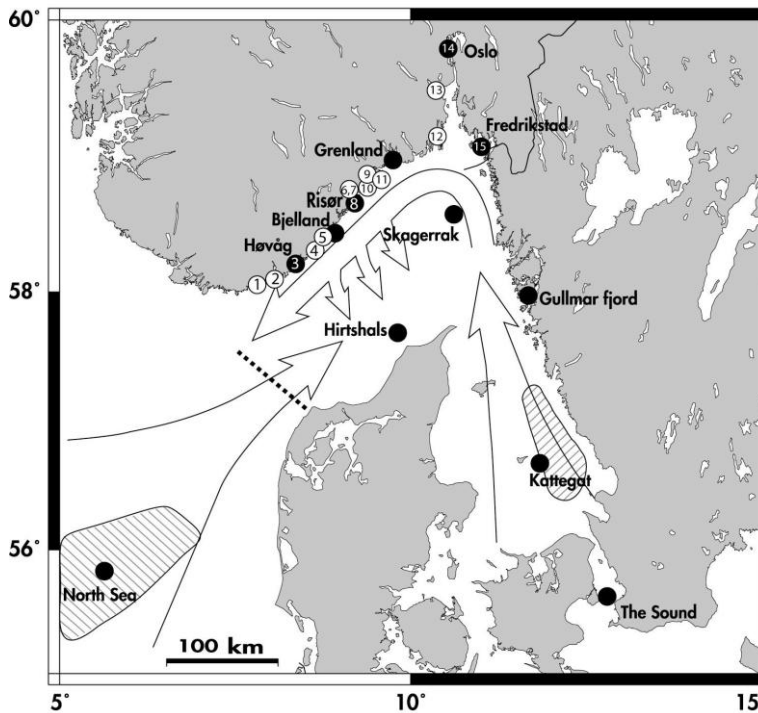 60°
14 Oslo
13
Fredrikstad
12
15
Grenland
9
11
6,7 10
Risør 8
Bjelland
5
Skagerrak
Høvåg
4
3
2
1
58°
Gullmar fjord
Hirtshals
Kattegat
56°
North Sea
The Sound
100 km
5°
10°
15